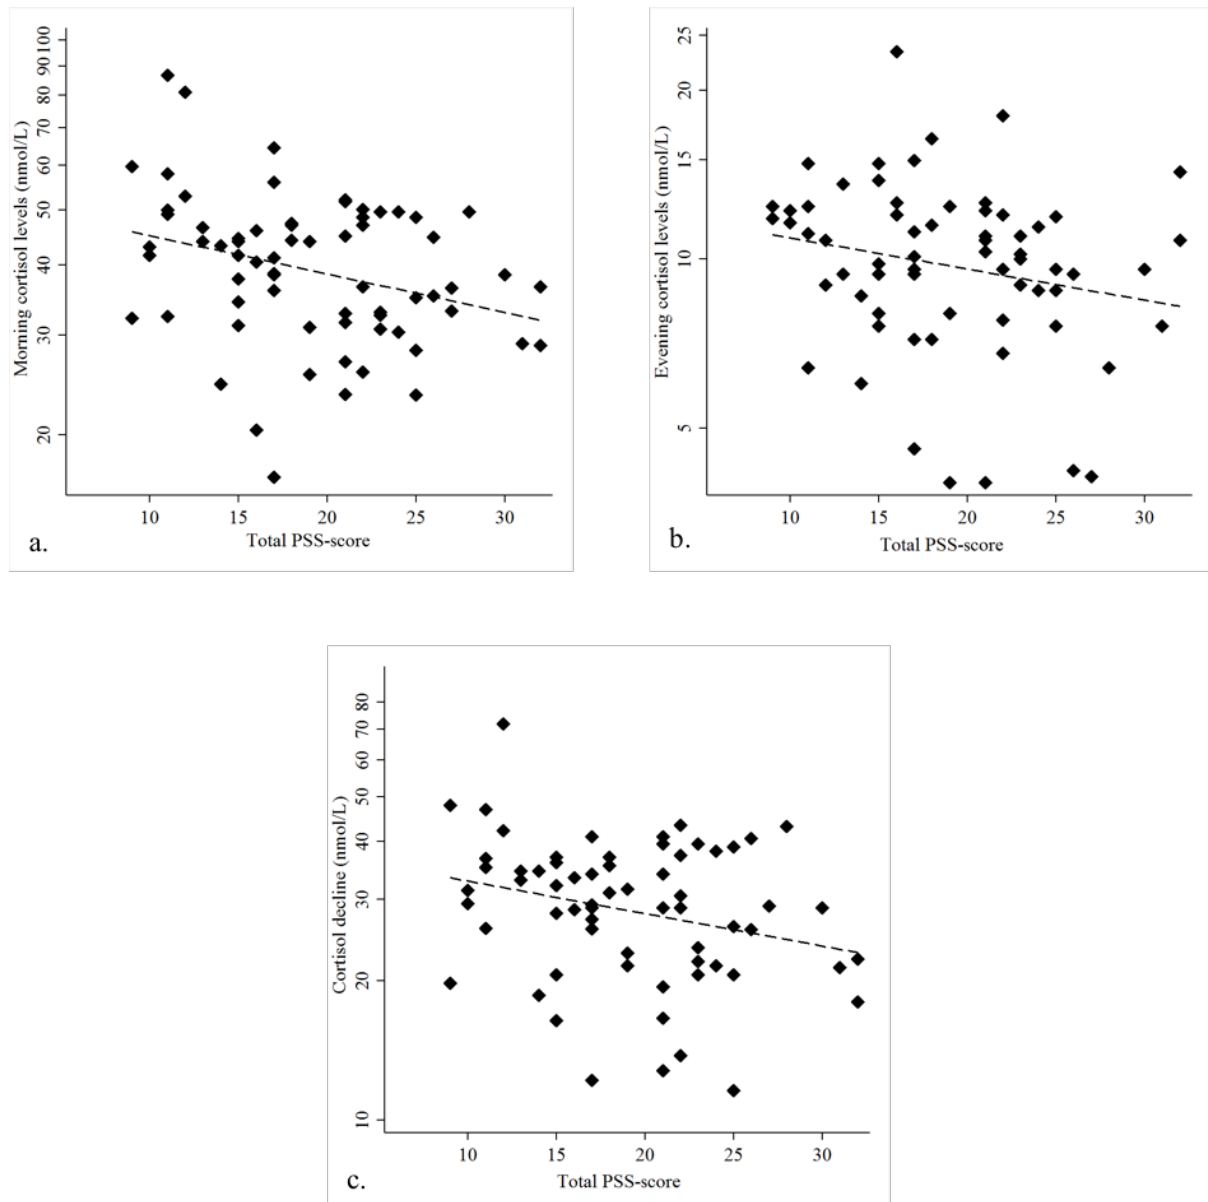 Morning cortisol levels (nmol/L)
100
90
80
70
60
50
40
30
20
10 15 20 25 30
Total PSS-score
a.
Evening cortisol levels (nmol/L)
25
20
15
10
5
10 15 20 25 30
Total PSS-score
b.
Cortisol decline (nmol/L)
80
70
60
50
40
30
20
10
10 15 20 25 30
Total PSS-score
c.